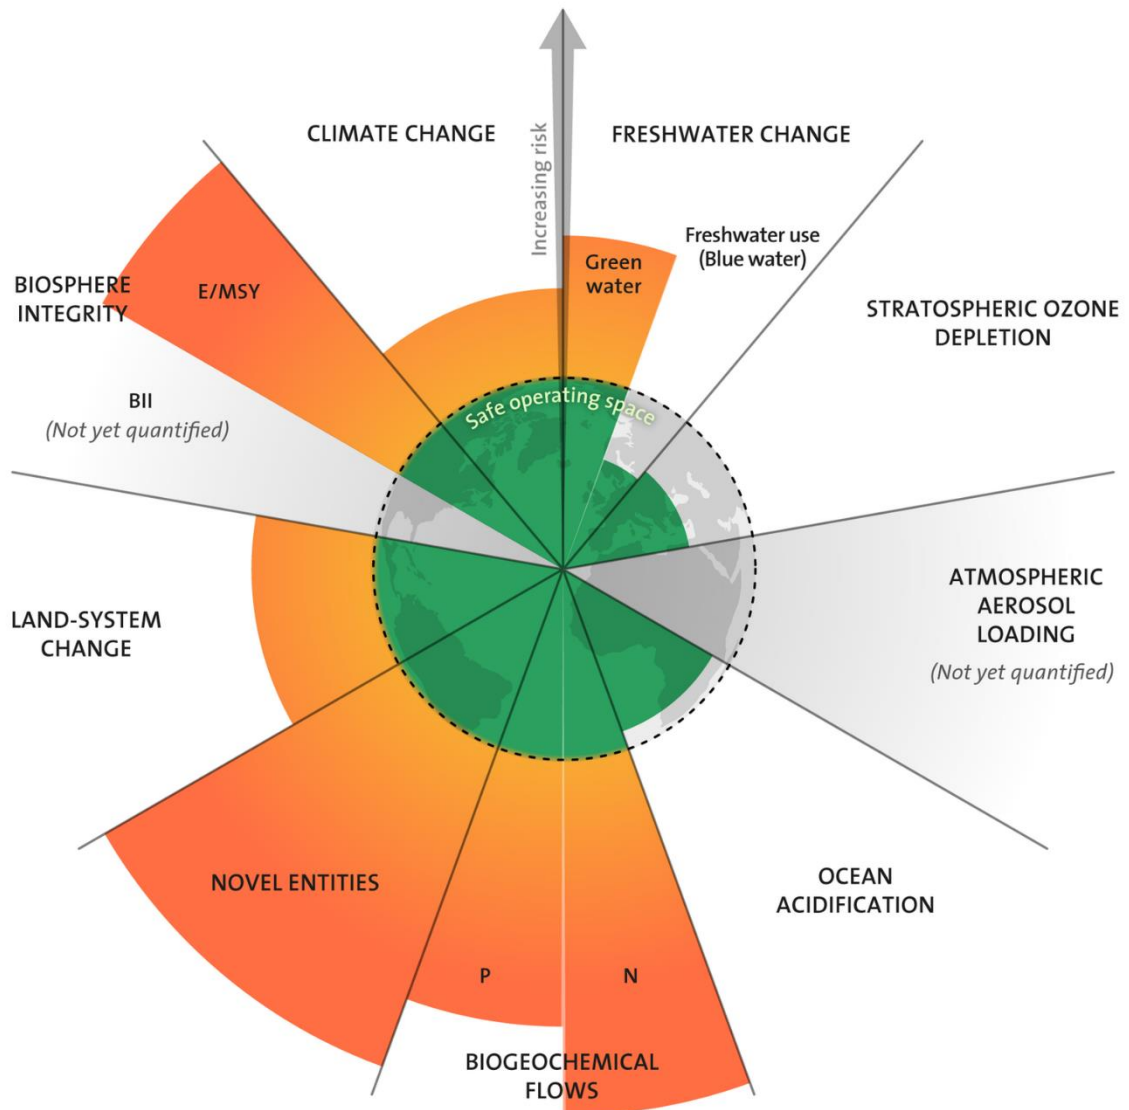 CLIMATE CHANGE
Increasing risk
FRESHWATER CHANGE
Freshwater use
(Blue water)
Green
water
STRATOSPHERIC OZONE
DEPLETION
BIOSPHERE
INTEGRITY
E/MSY
BII
(Not yet quantified)
Safe operating space
ATMOSPHERIC
AEROSOL
LOADING
(Not yet quantified)
LAND-SYSTEM
CHANGE
NOVEL ENTITIES
OCEAN
ACIDIFICATION
P
N
BIOGEOCHEMICAL
FLOWS